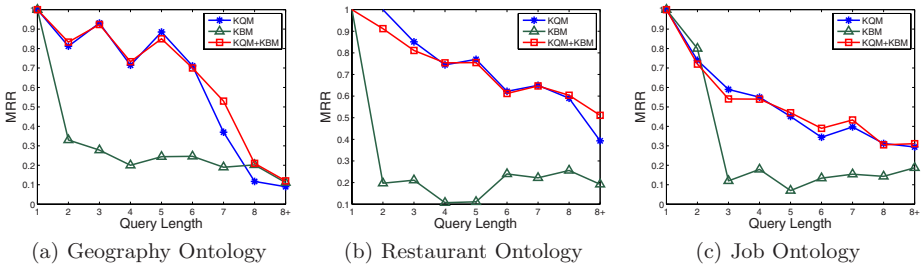 1
0.9
0.8
0.7
0.6
0.5
0.4
0.3
0.2
0.1
0
MRR
1 2 3 4 5 6 7 8 8+
Query Length
KQM
KBM
KQM+KBM
(a) Geography Ontology
1
0.9
0.8
0.7
0.6
0.5
0.4
0.3
0.2
0.1
MRR
1 2 3 4 5 6 7 8 8+
Query Length
KQM
KBM
KQM+KBM
(b) Restaurant Ontology
1
0.9
0.8
0.7
0.6
0.5
0.4
0.3
0.2
0.1
0
MRR
1 2 3 4 5 6 7 8 8+
Query Length
KQM
KBM
KQM+KBM
(c) Job Ontology